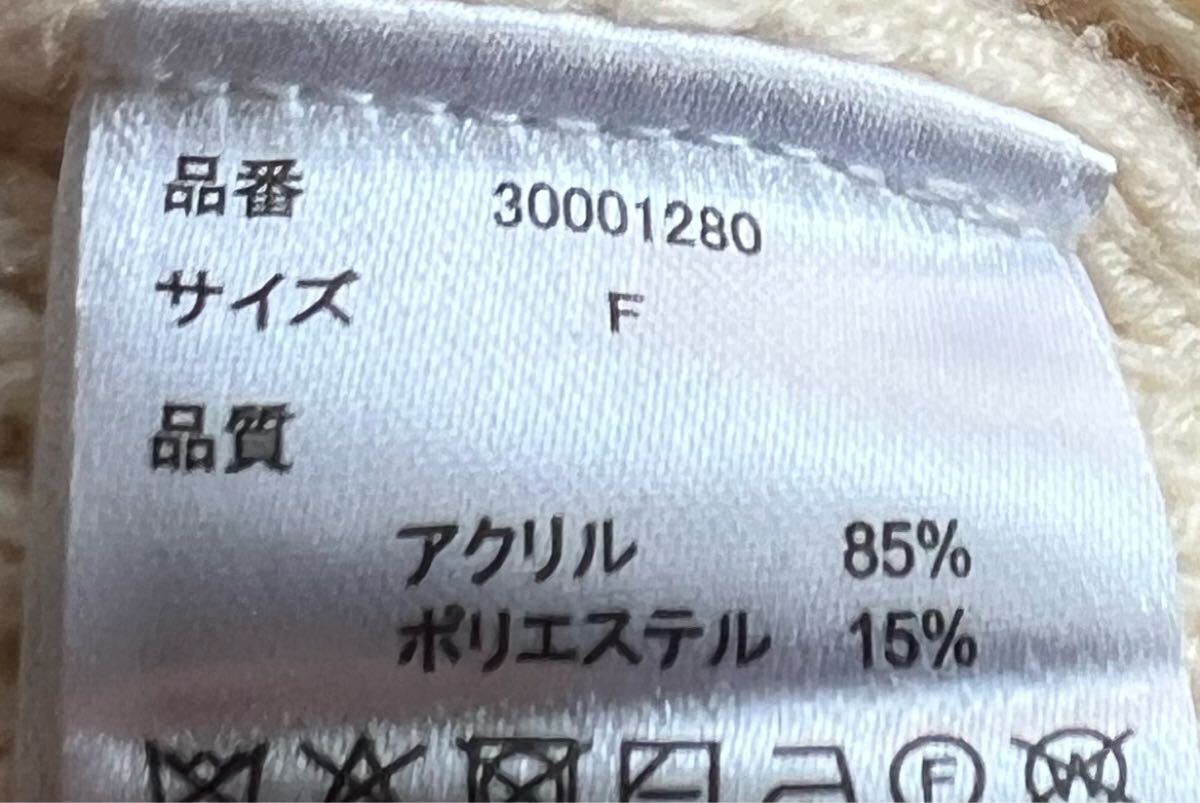 品番 30001280
サイズ F
品質
アクリル 85%
ポリエステル 15%
F W